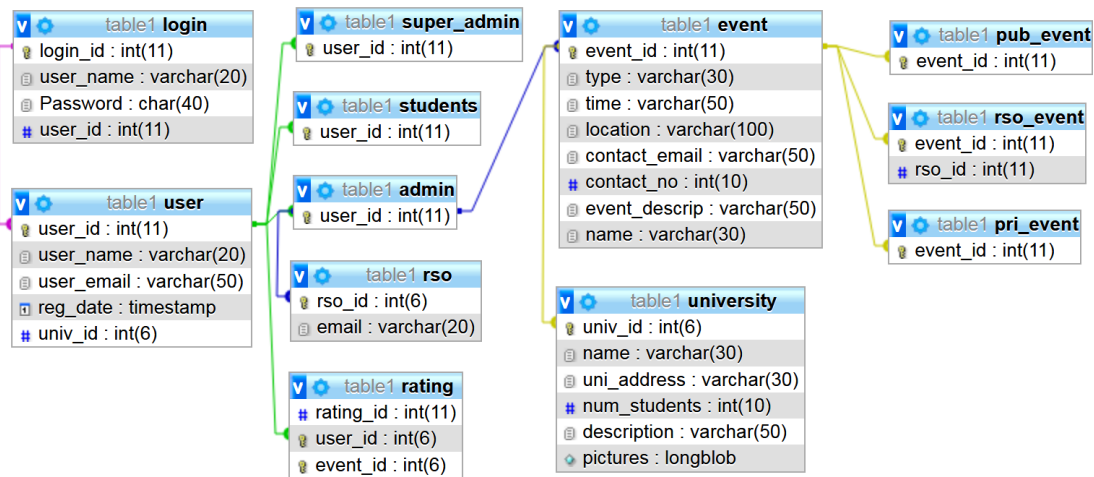 table1 login
login_id : int(11)
user_name : varchar(20)
Password : char(40)
user_id : int(11)
table1 user
user_id : int(11)
user_name : varchar(20)
user_email : varchar(50)
reg_date : timestamp
univ_id : int(6)
table1 super_admin
user_id : int(11)
table1 students
user_id : int(11)
table1 admin
user_id : int(11)
table1 rso
rso_id : int(6)
email : varchar(20)
table1 rating
rating_id : int(11)
user_id : int(6)
event_id : int(6)
table1 event
event_id : int(11)
type : varchar(30)
time : varchar(50)
location : varchar(100)
contact_email : varchar(50)
contact_no : int(10)
event_descrip : varchar(50)
name : varchar(30)
table1 university
univ_id : int(6)
name : varchar(30)
uni_address : varchar(30)
num_students : int(10)
description : varchar(50)
pictures : longblob
table1 pub_event
event_id : int(11)
table1 rso_event
event_id : int(11)
rso_id : int(11)
table1 pri_event
event_id : int(11)